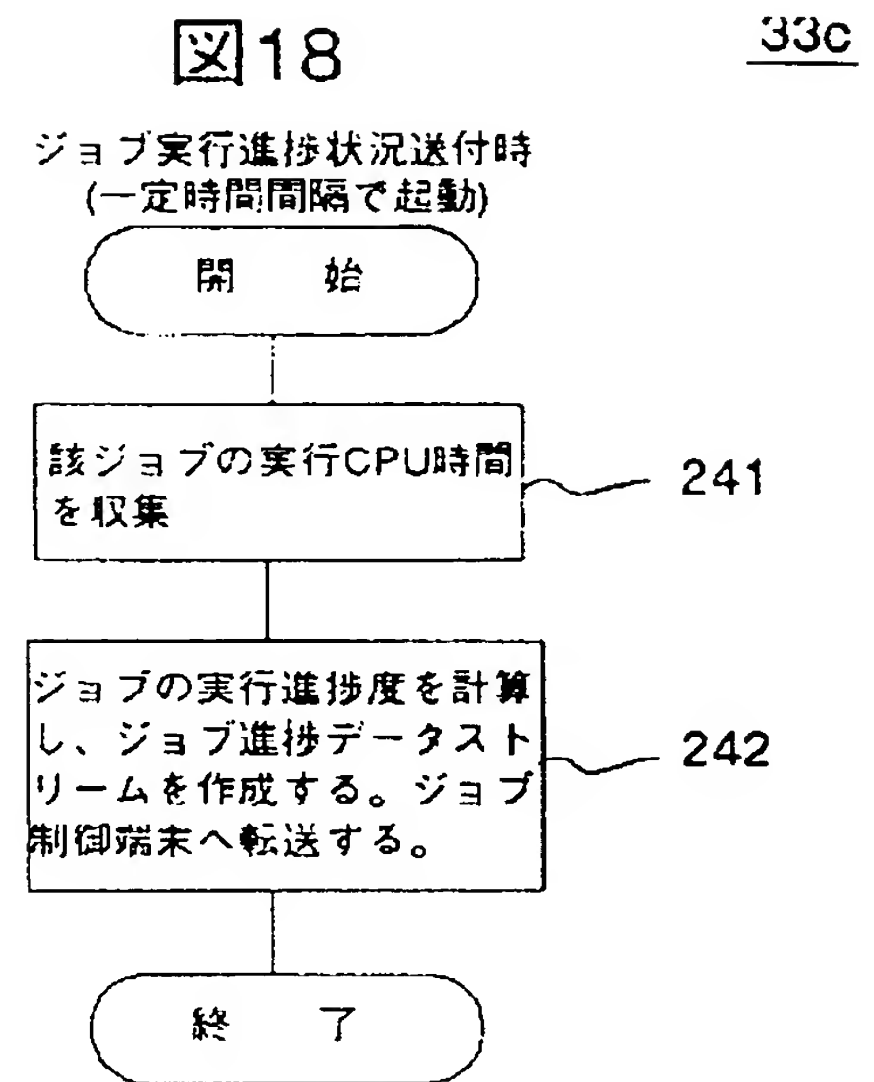 図18
33c
ジョブ実行進捗状況送付時
(一定時間間隔で起動)
開 始
該ジョブの実行CPU時間
を収集
241
ジョブの実行進捗度を計算
し、ジョブ進捗データスト
リームを作成する。ジョブ
制御端末へ転送する。
242
終 了